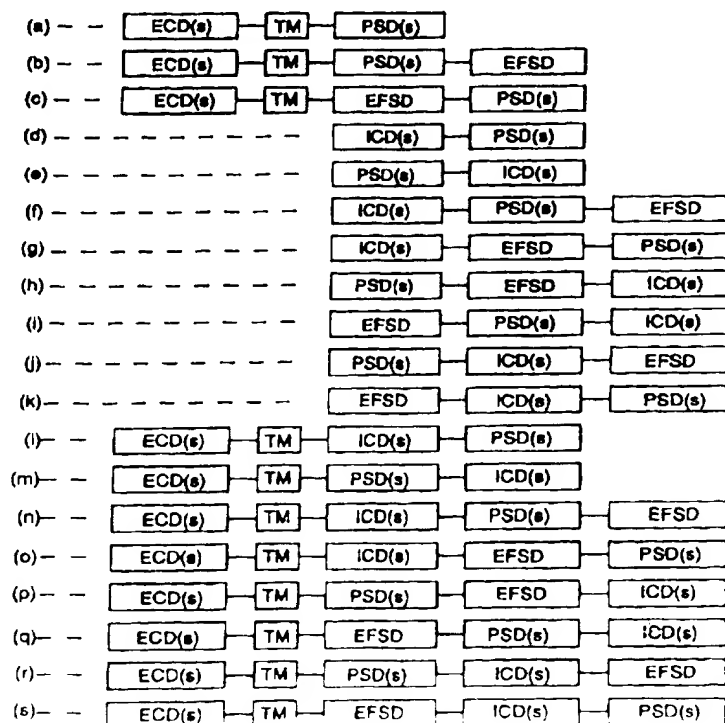 (a) ECD(s) TM PSD(s)
(b) ECD(s) TM PSD(s) EFSD
(c) ECD(s) TM EFSD PSD(s)
(d) ICD(s) PSD(s)
(e) PSD(s) ICD(s)
(f) ICD(s) PSD(s) EFSD
(g) ICD(s) EFSD PSD(s)
(h) PSD(s) EFSD ICD(s)
(i) EFSD PSD(s) ICD(s)
(j) PSD(s) ICD(s) EFSD
(k) EFSD ICD(s) PSD(s)
(l) ECD(s) TM ICD(s) PSD(s)
(m) ECD(s) TM PSD(s) ICD(s)
(n) ECD(s) TM ICD(s) PSD(s) EFSD
(o) ECD(s) TM ICD(s) EFSD PSD(s)
(p) ECD(s) TM PSD(s) EFSD ICD(s)
(q) ECD(s) TM EFSD PSD(s) ICD(s)
(r) ECD(s) TM PSD(s) ICD(s) EFSD
(s) ECD(s) TM EFSD ICD(s) PSD(s)